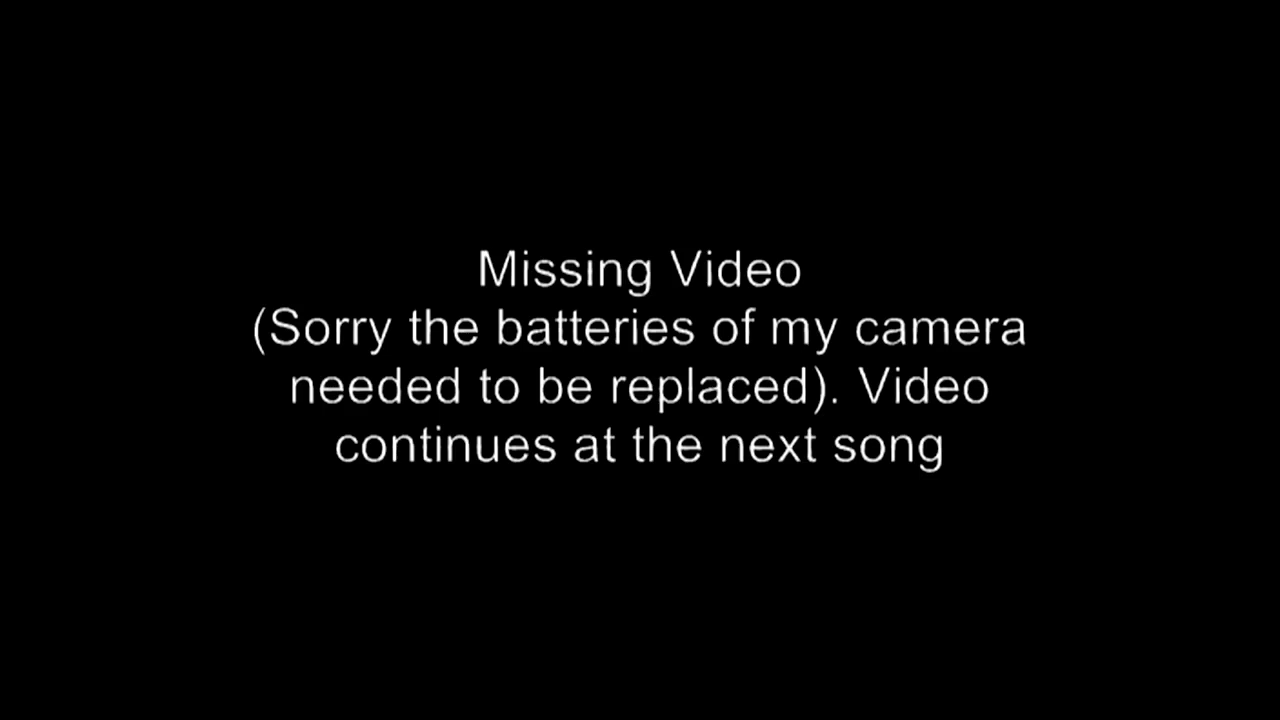 Missing Video
(Sorry the batteries of my camera
needed to be replaced). Video
continues at the next song